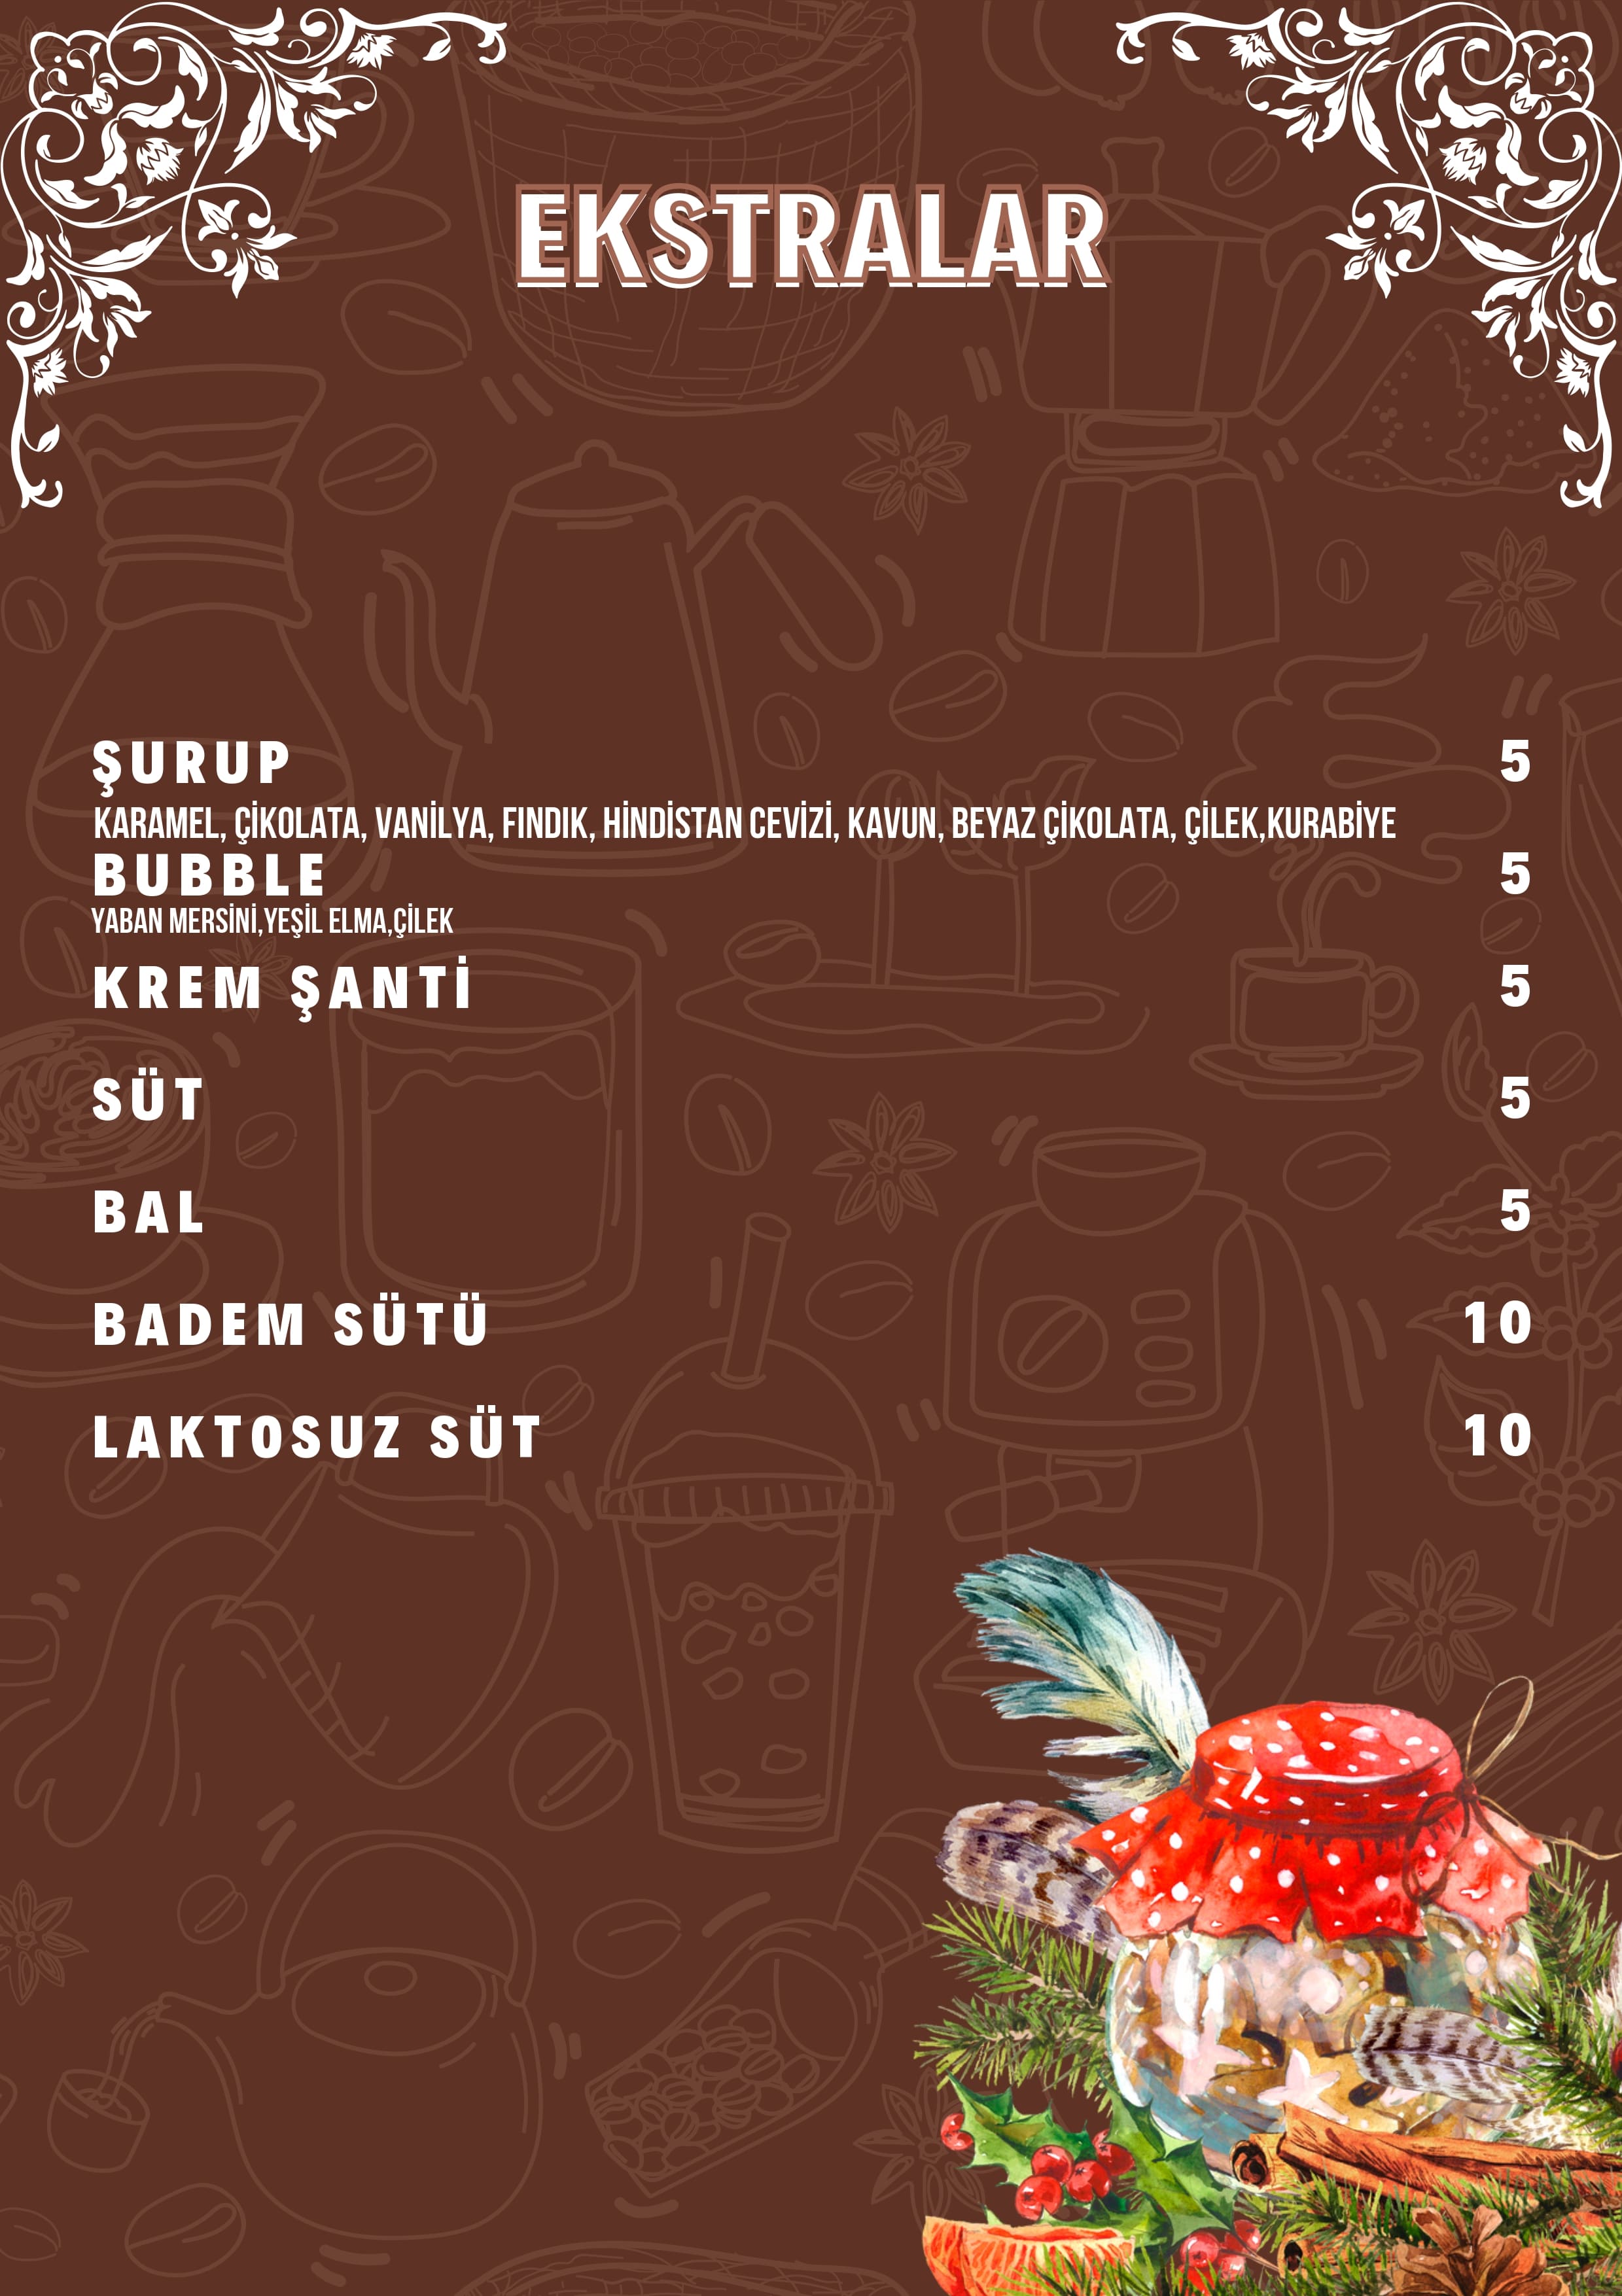 EKSTRALAR
ŞURUP 5
KARAMEL, ÇİKOLATA, VANİLYA, FINDIK, HİNDİSTAN CEVİZİ, KAVUN, BEYAZ ÇİKOLATA, ÇİLEK,KURABİYE
BUBBLE 5
YABAN MERSİNİ,YEŞİL ELMA,ÇİLEK
KREM ŞANTİ 5
SÜT 5
BAL 5
BADEM SÜTÜ 10
LAKTOSUZ SÜT 10